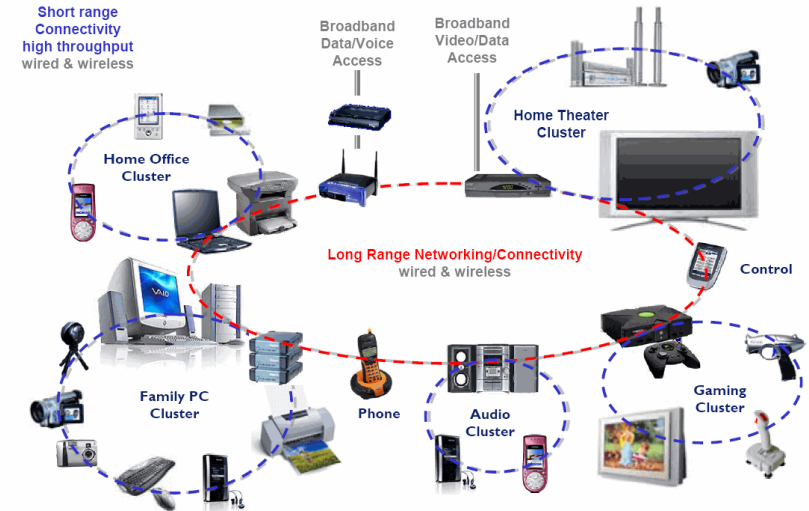 Short range
Connectivity
high throughput
wired & wireless
Broadband
Data/Voice
Access
Broadband
Video/Data
Access
Home Theater
Cluster
Home Office
Cluster
Long Range Networking/Connectivity
wired & wireless
Control
VAIO
Family PC
Cluster
Phone
Audio
Cluster
Gaming
Cluster